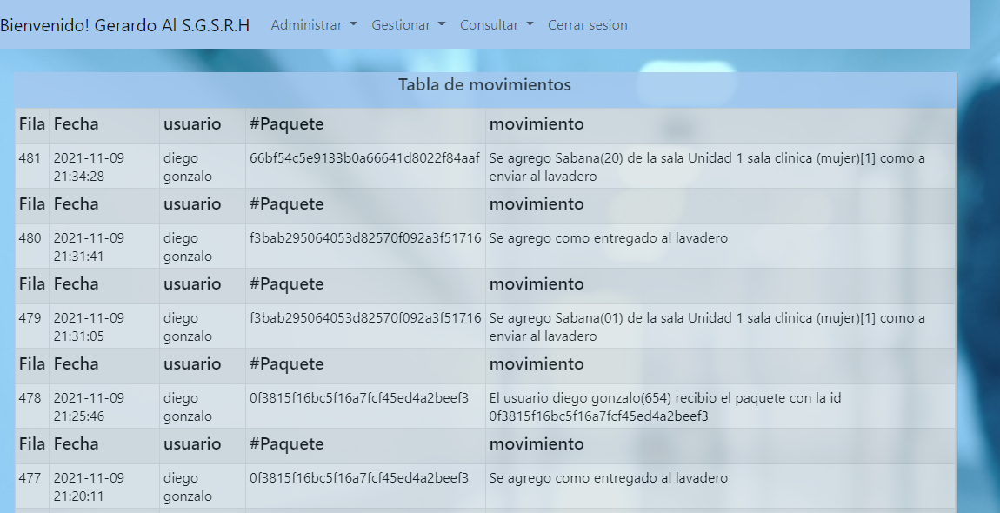 Bienvenido! Gerardo Al S.G.S.R.H Administrar Gestionar Consultar Cerrar sesion
Tabla de movimientos
Fila Fecha usuario #Paquete movimiento
481 2021-11-09 diego 66bf54c5e9133b0a66641d8022f84aaf Se agrego Sabana(20) de la sala Unidad 1 sala clinica (mujer)[1] como a
21:34:28 gonzalo enviar al lavadero
Fila Fecha usuario #Paquete movimiento
480 2021-11-09 diego f3bab295064053d82570f092a3f51716 Se agrego como entregado al lavadero
21:31:41 gonzalo
Fila Fecha usuario #Paquete movimiento
479 2021-11-09 diego f3bab295064053d82570f092a3f51716 Se agrego Sabana(01) de la sala Unidad 1 sala clinica (mujer)[1] como a
21:31:05 gonzalo enviar al lavadero
Fila Fecha usuario #Paquete movimiento
478 2021-11-09 diego 0f3815f16bc5f16a7fcf45ed4a2beef3 El usuario diego gonzalo(654) recibio el paquete con la id
21:25:46 gonzalo 0f3815f16bc5f16a7fcf45ed4a2beef3
Fila Fecha usuario #Paquete movimiento
477 2021-11-09 diego 0f3815f16bc5f16a7fcf45ed4a2beef3 Se agrego como entregado al lavadero
21:20:11 gonzalo